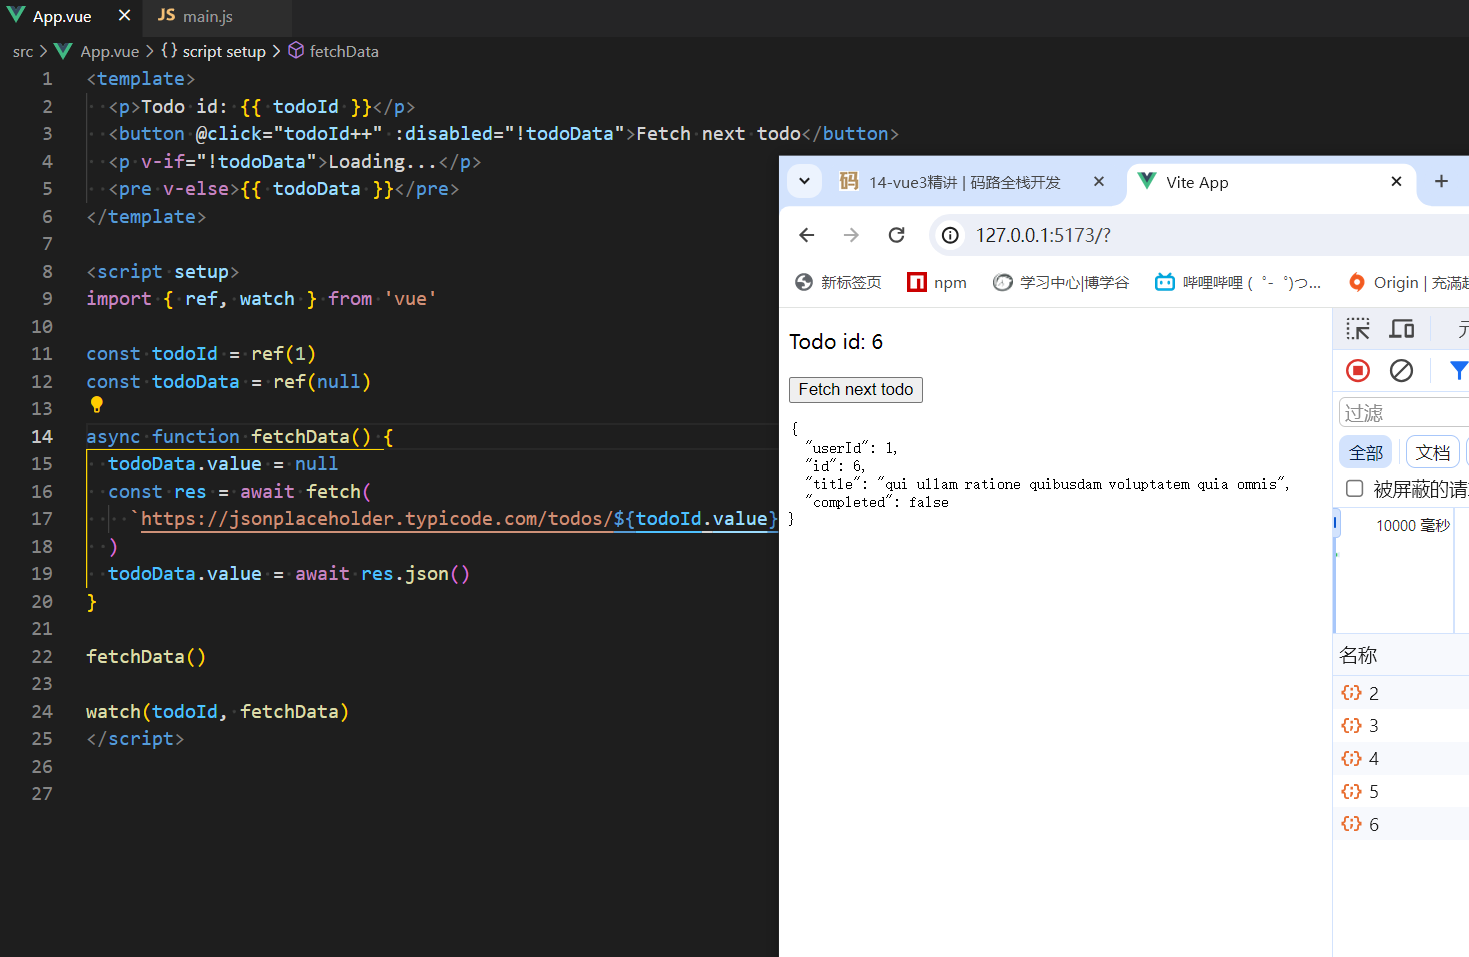 App.vue
JS main.js
src > App.vue > {} script setup > fetchData
1 <template>
2 <p>Todo id: {{ todoId }}</p>
3 <button @click="todoId++" :disabled="!todoData">Fetch next todo</button>
4 <p v-if="!todoData">Loading...</p>
5 <pre v-else>{{ todoData }}</pre>
6 </template>
7
8 <script setup>
9 import { ref, watch } from 'vue'
10
11 const todoId = ref(1)
12 const todoData = ref(null)
13
14 async function fetchData() {
15 todoData.value = null
16 const res = await fetch(
17 `https://jsonplaceholder.typicode.com/todos/${todoId.value}
18 )
19 todoData.value = await res.json()
20 }
21
22 fetchData()
23
24 watch(todoId, fetchData)
25 </script>
26
27
14-vue3精讲 | 码路全栈开发
Vite App
127.0.0.1:5173/?
新标签页
npm
学习中心|博学谷
哔哩哔哩 (゜-゜)つ...
Origin | 充满
Todo id: 6
Fetch next todo
{
"userId": 1,
"id": 6,
"title": "qui ullam ratione quibusdam voluptatem quia omnis",
"completed": false
}
过滤
全部
文档
被屏蔽的请
10000 毫秒
名称
2
3
4
5
6